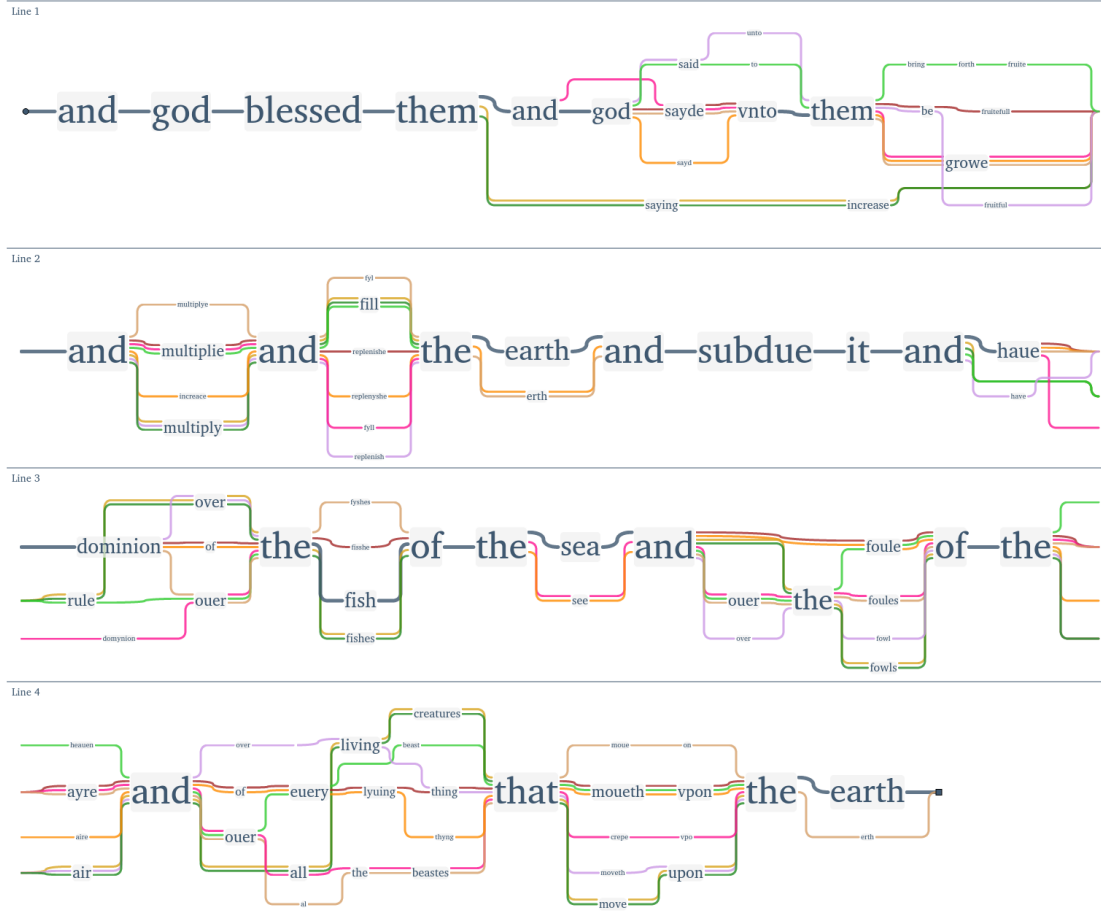 Line 1
unto
said to bring forth fruite
and god blessed them and god sayde vnto them be fruitefull
sayd growe
saying increase fruitful
Line 2
fyl
multiplye fill
and multiplie and replenishe the earth and subdue it and haue
increace replenyshe erth have
multiply fyll
replenish
Line 3
over fyshes
dominion of the fisshe of the sea and foule of the
rule ouer fish see ouer the foules
domynion fishes over fowl
fowls
Line 4
creatures
heauen over living beast moue on
ayre and of euery lyuing thing that moueth vpon the earth
aire ouer thyng crepe vpo erth
air all the beastes moveth upon
al move